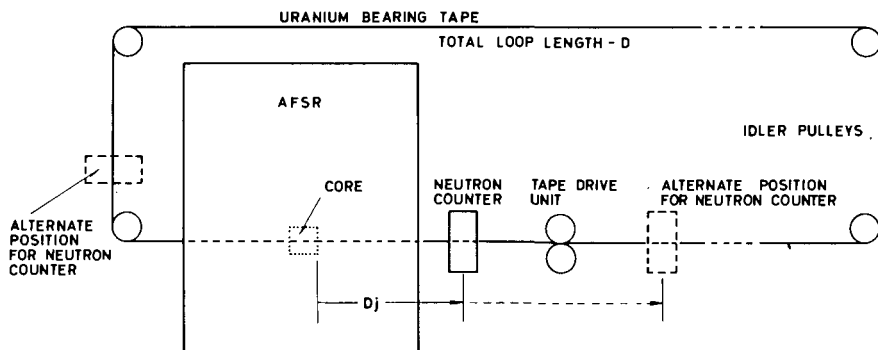 URANIUM BEARING TAPE
TOTAL LOOP LENGTH - D
AFSR
IDLER PULLEYS
CORE
NEUTRON
COUNTER
TAPE DRIVE
UNIT
ALTERNATE POSITION
FOR NEUTRON COUNTER
ALTERNATE
POSITION
FOR NEUTRON
COUNTER
Dj